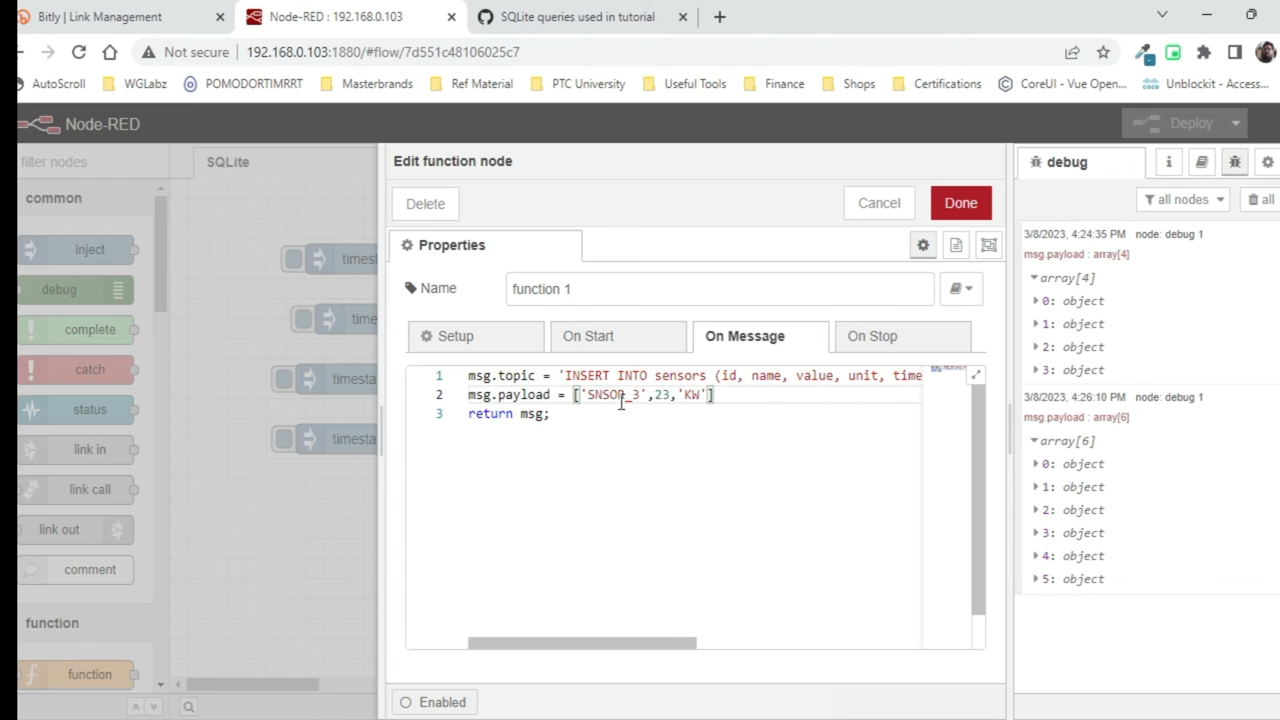 Bitly | Link Management
Node-RED : 192.168.0.103
SQLite queries used in tutorial
Not secure
192.168.0.103:1880/#flow/7d551c48106025c7
AutoScroll
WGLabz
POMODORTIMRRT
Masterbrands
Ref Material
PTC University
Useful Tools
Finance
Shops
Certifications
CoreUI - Vue Open...
Unblockit - Access...
Node-RED
Deploy
filter nodes
SQLite
Edit function node
debug
common
Delete
Cancel
Done
all nodes
all
inject
timest
Properties
3/8/2023, 4:24:35 PM node: debug 1
msg.payload : array[4]
array[4]
debug
Name
function 1
0: object
complete
timest
1: object
Setup
On Start
On Message
On Stop
2: object
catch
timesta
1 msg.topic = 'INSERT INTO sensors (id, name, value, unit, time
3: object
2 msg.payload = ['SNSOR_3',23,'KW']
3/8/2023, 4:26:10 PM node: debug 1
status
3 return msg;
msg.payload : array[6]
timesta
array[6]
link in
0: object
link call
1: object
2: object
link out
3: object
comment
4: object
5: object
function
function
Enabled